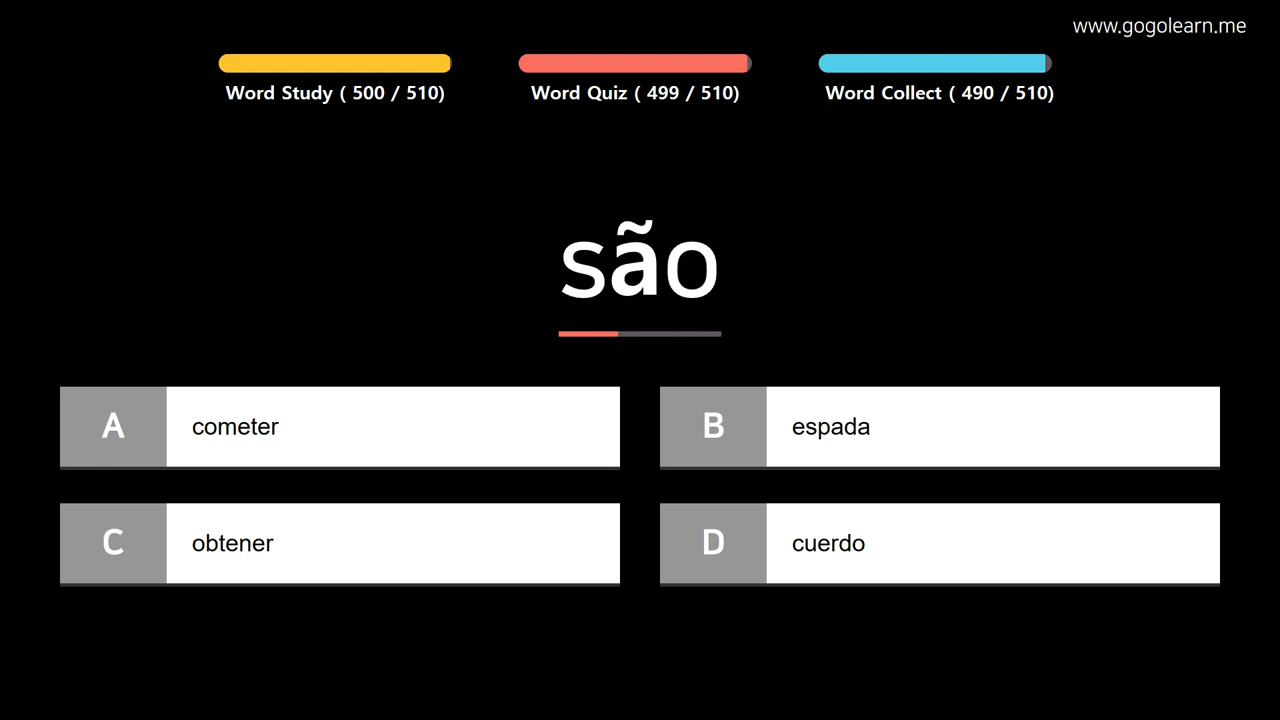 www.gogolearn.me
Word Study ( 500 / 510)
Word Quiz ( 499 / 510)
Word Collect ( 490 / 510)
são
A cometer
B espada
C obtener
D cuerdo